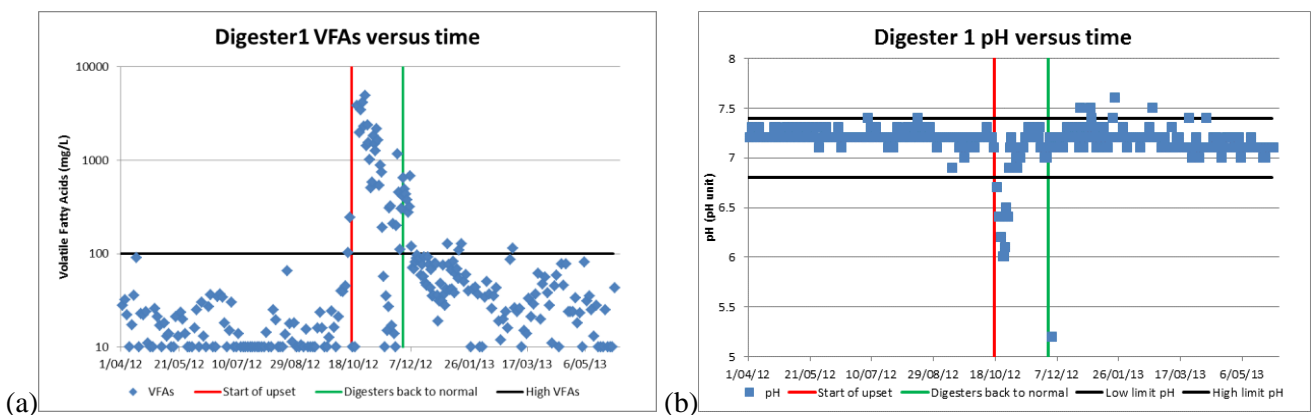 Digester1 VFAs versus time
Volatile Fatty Acids (mg/L)
10000
1000
100
10
1/04/12 21/05/12 10/07/12 29/08/12 18/10/12 7/12/12 26/01/13 17/03/13 6/05/13
VFAs Start of upset Digesters back to normal High VFAs
(a)
Digester 1 pH versus time
pH (pH unit)
8
7.5
7
6.5
6
5.5
5
1/04/12 21/05/12 10/07/12 29/08/12 18/10/12 7/12/12 26/01/13 17/03/13 6/05/13
pH Start of upset Digesters back to normal Low limit pH High limit pH
(b)